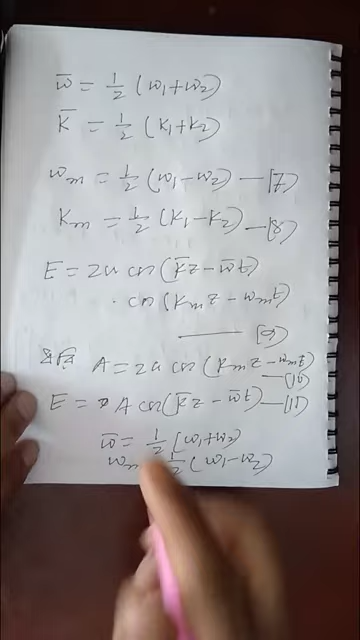 ω̄ = 1/2 (ω1+ω2)
K̄ = 1/2 (K1+K2)
ωm = 1/2 (ω1-ω2) —[7]
Km = 1/2 (K1-K2) —[8]
E = 2a cos (K̄z - ω̄t)
. cos (Kmz - ωmt)
—[9]
A = 2a cos (Kmz - ωmt)
—[10]
E = A cos (K̄z - ω̄t) —[11]
ω̄ = 1/2 [ω1+ω2]
ωm 1/2 ) ω1-ω2)